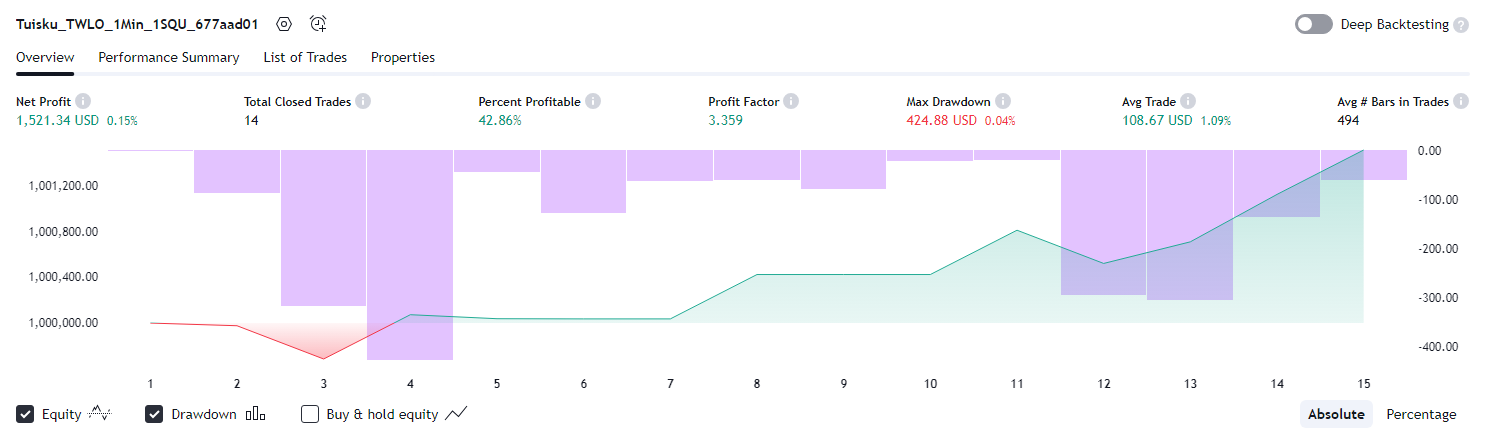 Tuisku_TWLO_1Min_1SQU_677aad01 Deep Backtesting ?
Overview Performance Summary List of Trades Properties
Net Profit i Total Closed Trades i Percent Profitable i Profit Factor i Max Drawdown i Avg Trade i Avg # Bars in Trades i
1,521.34 USD 0.15% 14 42.86% 3.359 424.88 USD 0.04% 108.67 USD 1.09% 494
0.00
1,001,200.00 -100.00
1,000,800.00 -200.00
1,000,400.00 -300.00
1,000,000.00 -400.00
1 2 3 4 5 6 7 8 9 10 11 12 13 14 15
Equity Drawdown Buy & hold equity Absolute Percentage